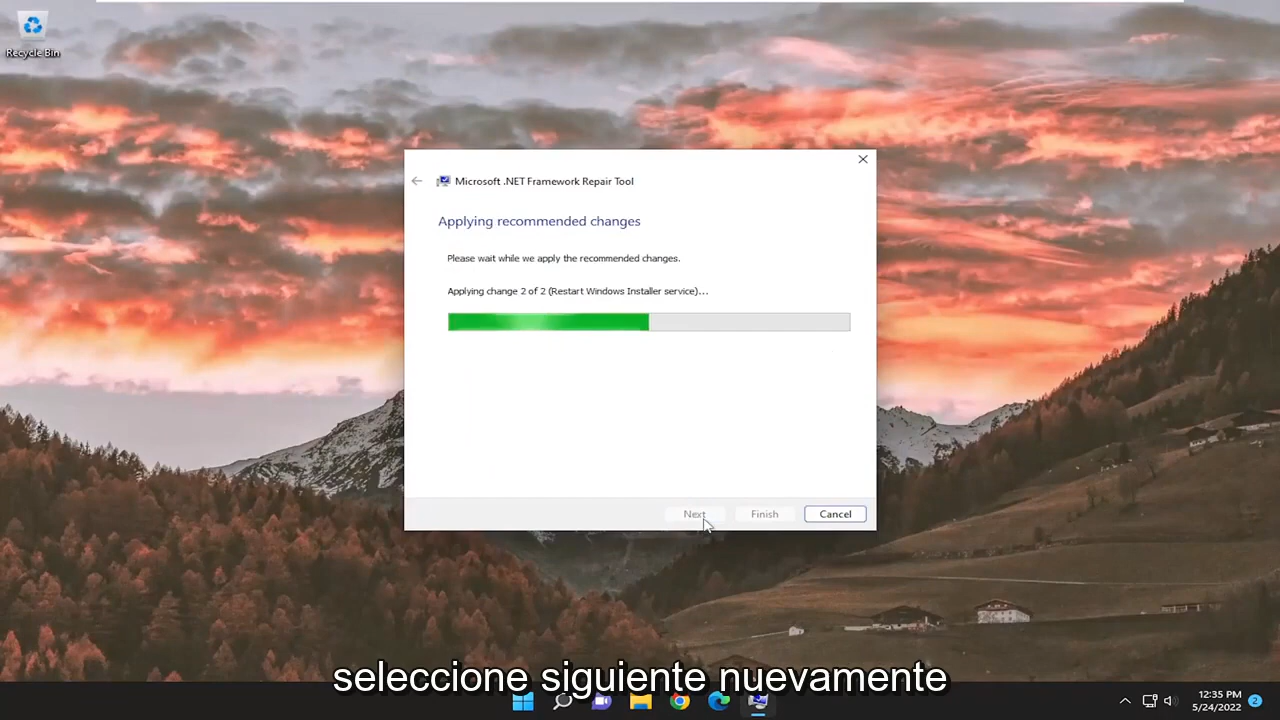 Recycle Bin
Microsoft .NET Framework Repair Tool
Applying recommended changes
Please wait while we apply the recommended changes.
Applying change 2 of 2 (Restart Windows Installer service)...
Next
Finish
Cancel
seleccione siguiente nuevamente
12:35 PM
5/24/2022
2